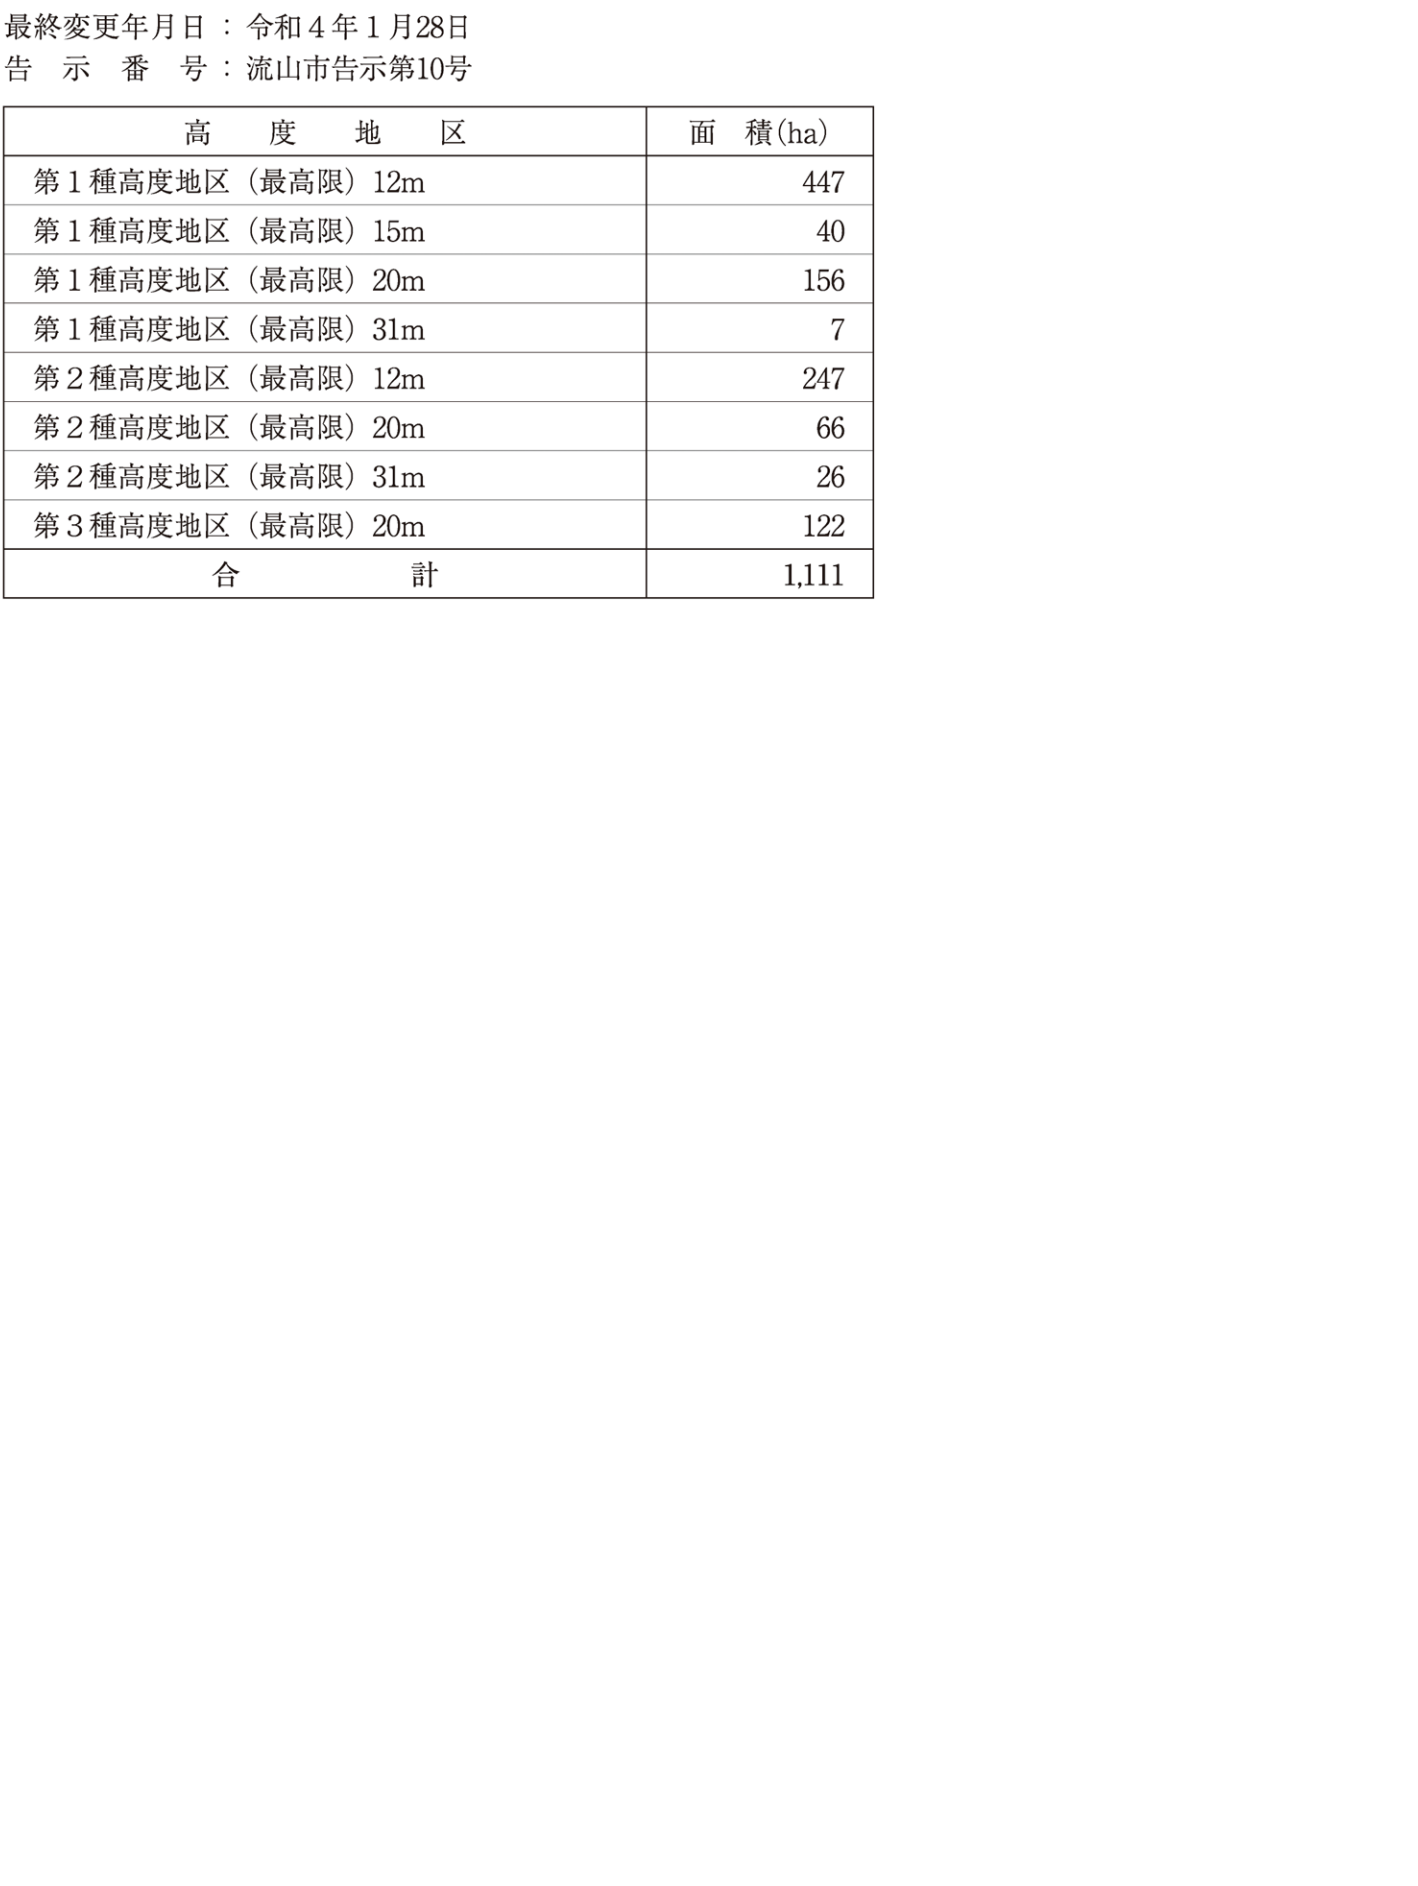 最終変更年月日：令和４年１月28日
告　示　番　号：流山市告示第10号
高　度　地　区　面　積(ha)
第１種高度地区（最高限）12m　447
第１種高度地区（最高限）15m　40
第１種高度地区（最高限）20m　156
第１種高度地区（最高限）31m　7
第２種高度地区（最高限）12m　247
第２種高度地区（最高限）20m　66
第２種高度地区（最高限）31m　26
第３種高度地区（最高限）20m　122
合　計　1,111